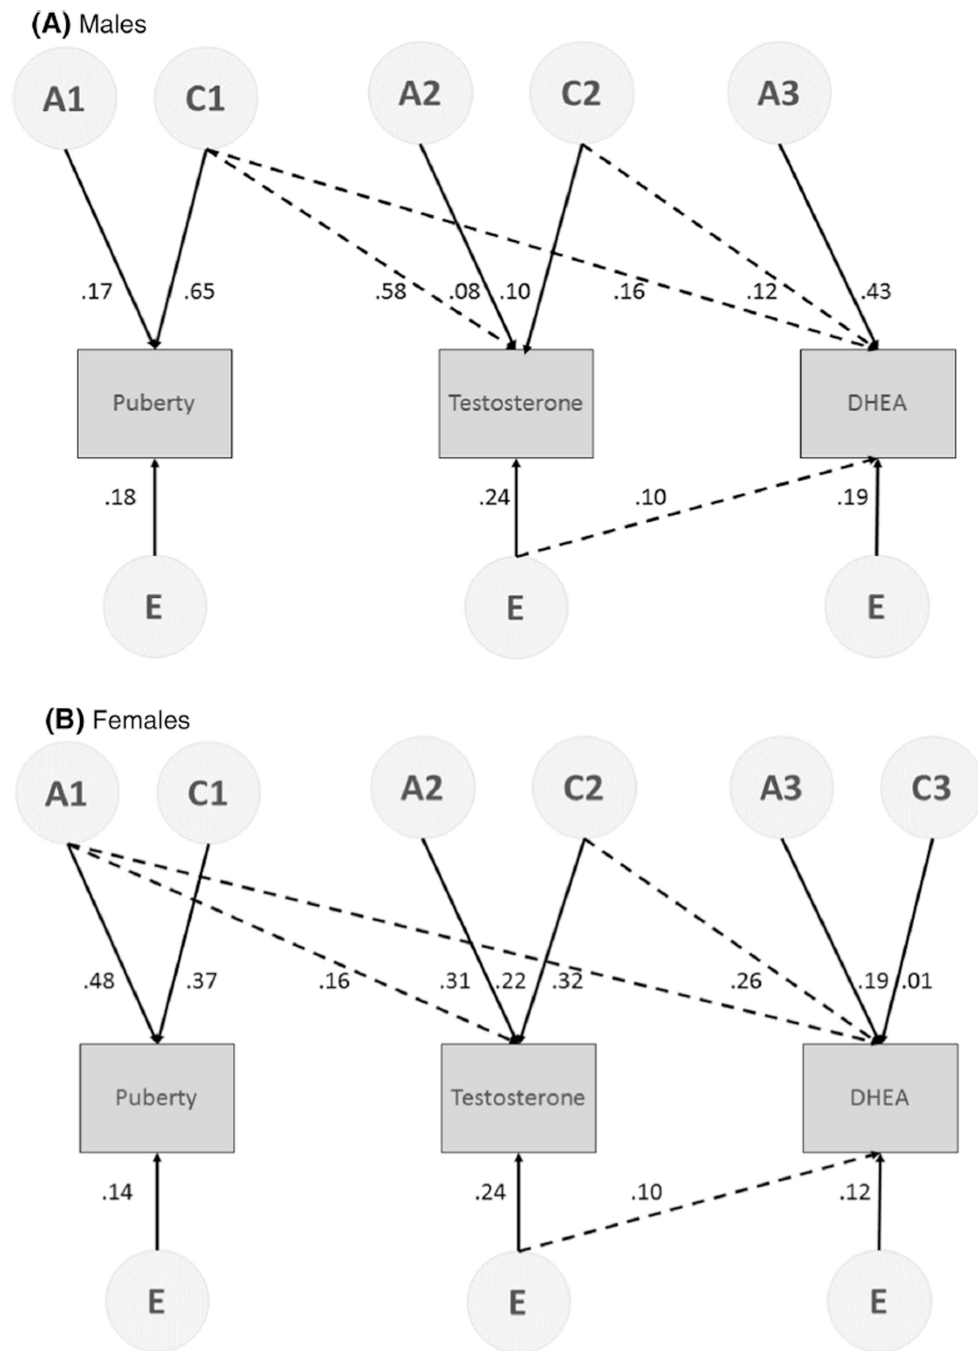 (A) Males
A1 C1 A2 C2 A3
.17 .65 .58 .08 .10 .16 .12 .43
Puberty Testosterone DHEA
.18 .24 .10 .19
E E E
(B) Females
A1 C1 A2 C2 A3 C3
.48 .37 .16 .31 .22 .32 .26 .19 .01
Puberty Testosterone DHEA
.14 .24 .10 .12
E E E